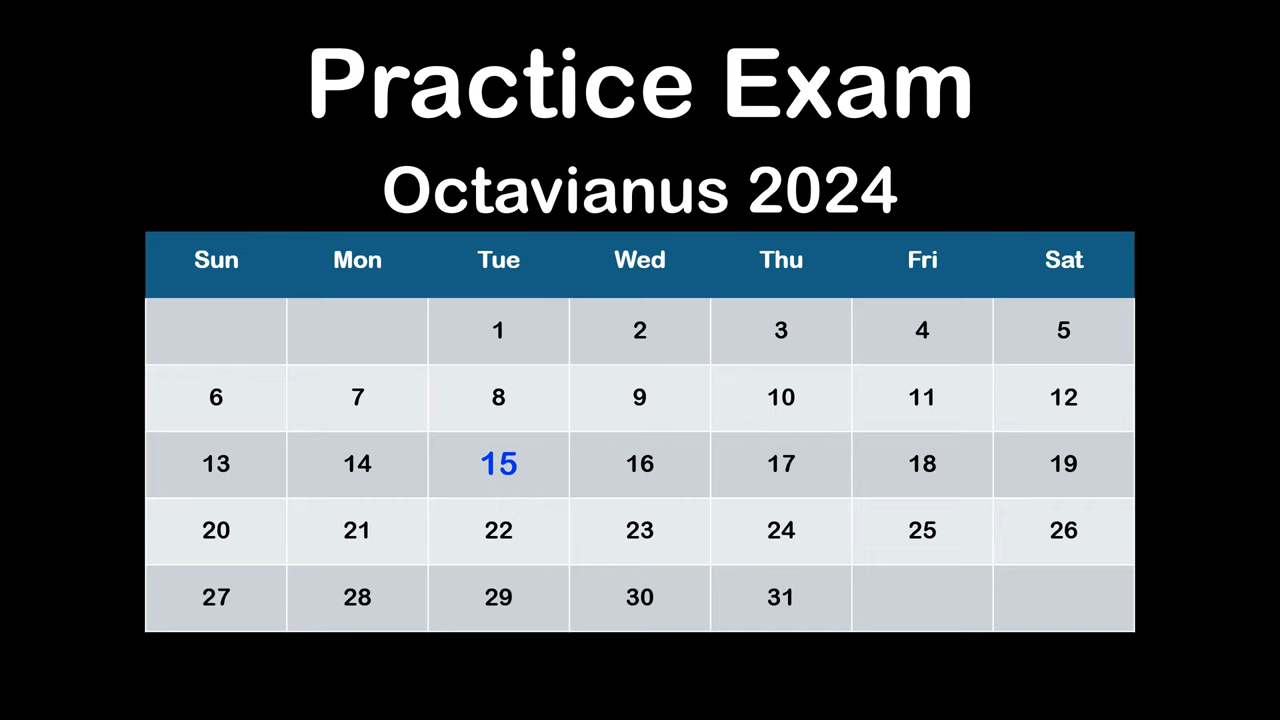 Practice Exam
Octavianus 2024
Sun Mon Tue Wed Thu Fri Sat
1 2 3 4 5
6 7 8 9 10 11 12
13 14 15 16 17 18 19
20 21 22 23 24 25 26
27 28 29 30 31